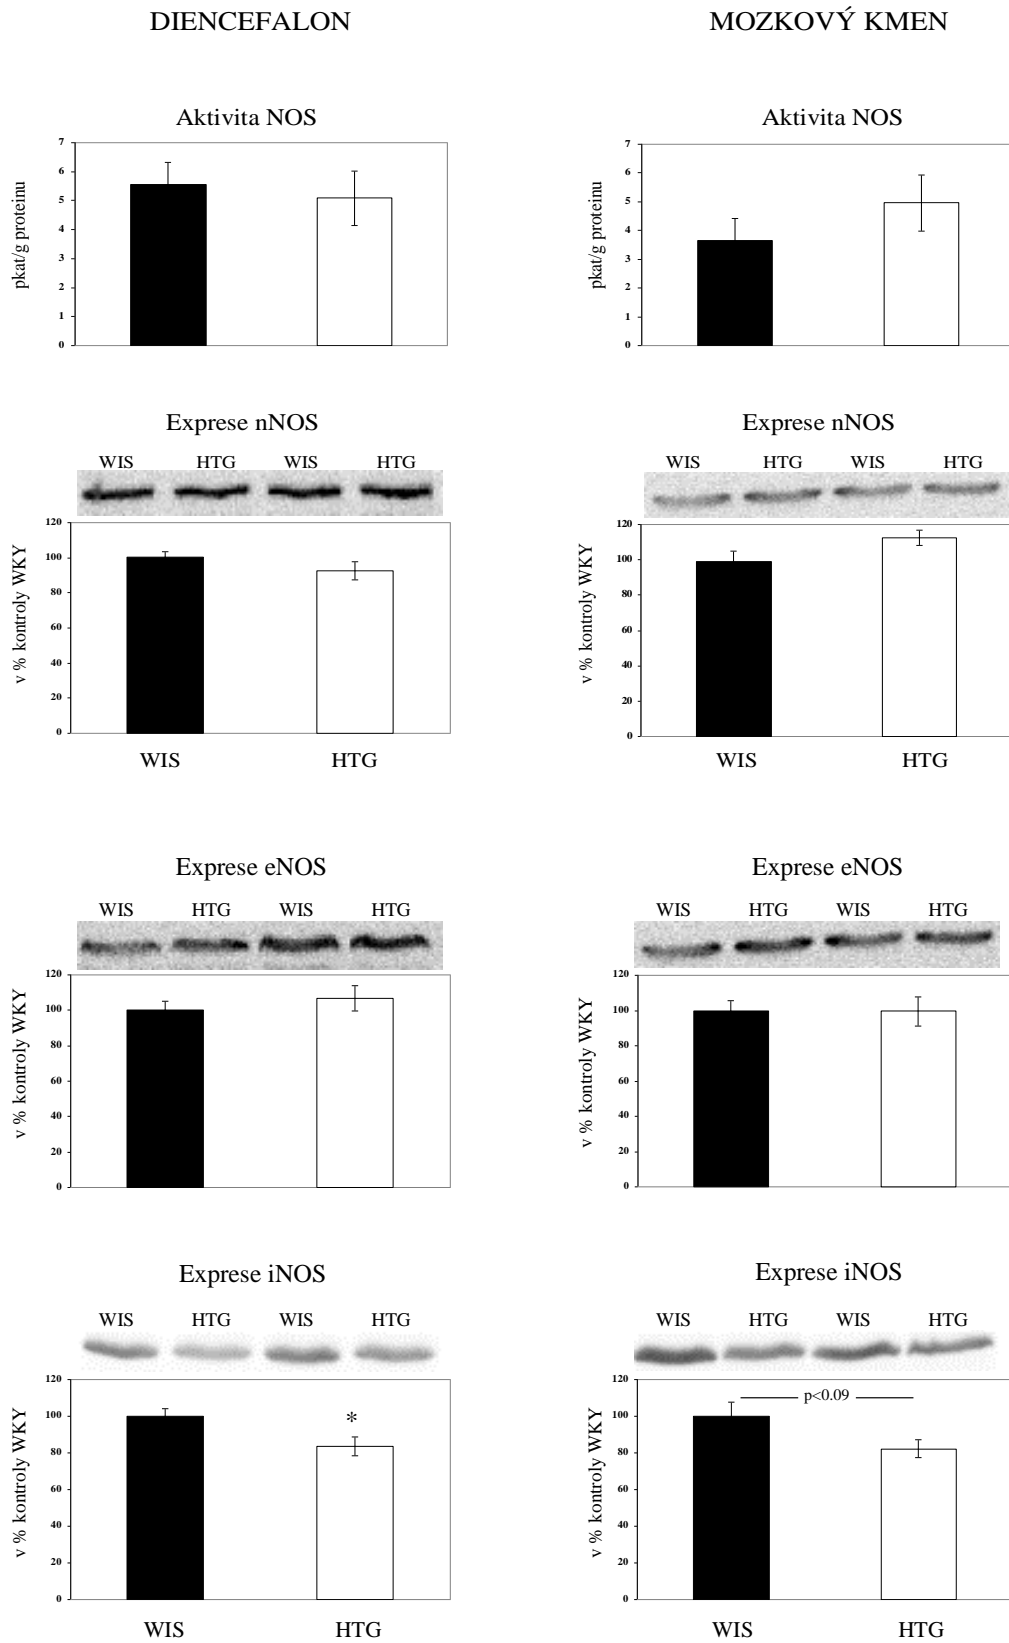 DIENCEFALON
MOZKOVÝ KMEN
Aktivita NOS
pkat/g proteinu
7
6
5
4
3
2
1
0
Aktivita NOS
pkat/g proteinu
7
6
5
4
3
2
1
0
Exprese nNOS
WIS HTG WIS HTG
v % kontroly WKY
120
100
80
60
40
20
0
WIS HTG
Exprese nNOS
WIS HTG WIS HTG
v % kontroly WKY
120
100
80
60
40
20
0
WIS HTG
Exprese eNOS
WIS HTG WIS HTG
v % kontroly WKY
120
100
80
60
40
20
0
Exprese eNOS
WIS HTG WIS HTG
v % kontroly WKY
120
100
80
60
40
20
0
Exprese iNOS
WIS HTG WIS HTG
v % kontroly WKY
120
100
80
60
40
20
0
*
WIS HTG
Exprese iNOS
WIS HTG WIS HTG
v % kontroly WKY
120
100
80
60
40
20
0
p<0.09
WIS HTG